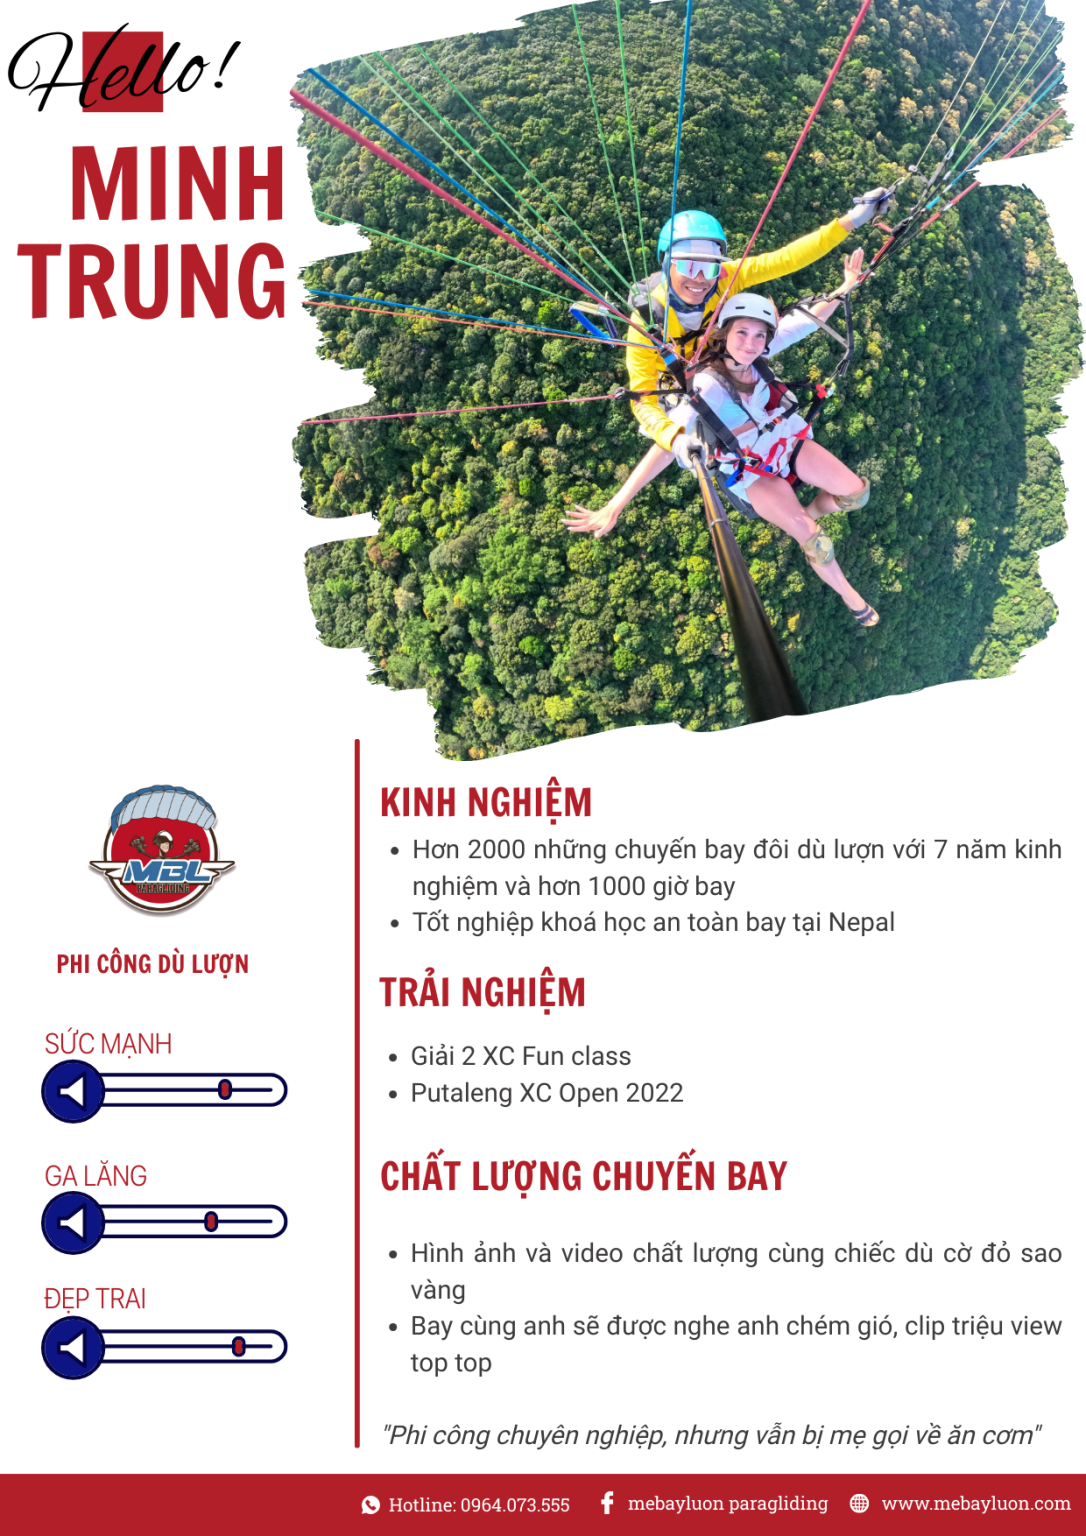 Hello!
MINH
TRUNG
MBL
PARAGLIDING
PHI CÔNG DÙ LƯỢN
SỨC MẠNH
GA LĂNG
ĐẸP TRAI
KINH NGHIỆM
• Hơn 2000 những chuyến bay đôi dù lượn với 7 năm kinh
nghiệm và hơn 1000 giờ bay
• Tốt nghiệp khoá học an toàn bay tại Nepal
TRẢI NGHIỆM
• Giải 2 XC Fun class
• Putaleng XC Open 2022
CHẤT LƯỢNG CHUYẾN BAY
• Hình ảnh và video chất lượng cùng chiếc dù cờ đỏ sao
vàng
• Bay cùng anh sẽ được nghe anh chém gió, clip triệu view
top top
"Phi công chuyên nghiệp, nhưng vẫn bị mẹ gọi về ăn cơm"
Hotline: 0964.073.555 mebayluon paragliding www.mebayluon.com